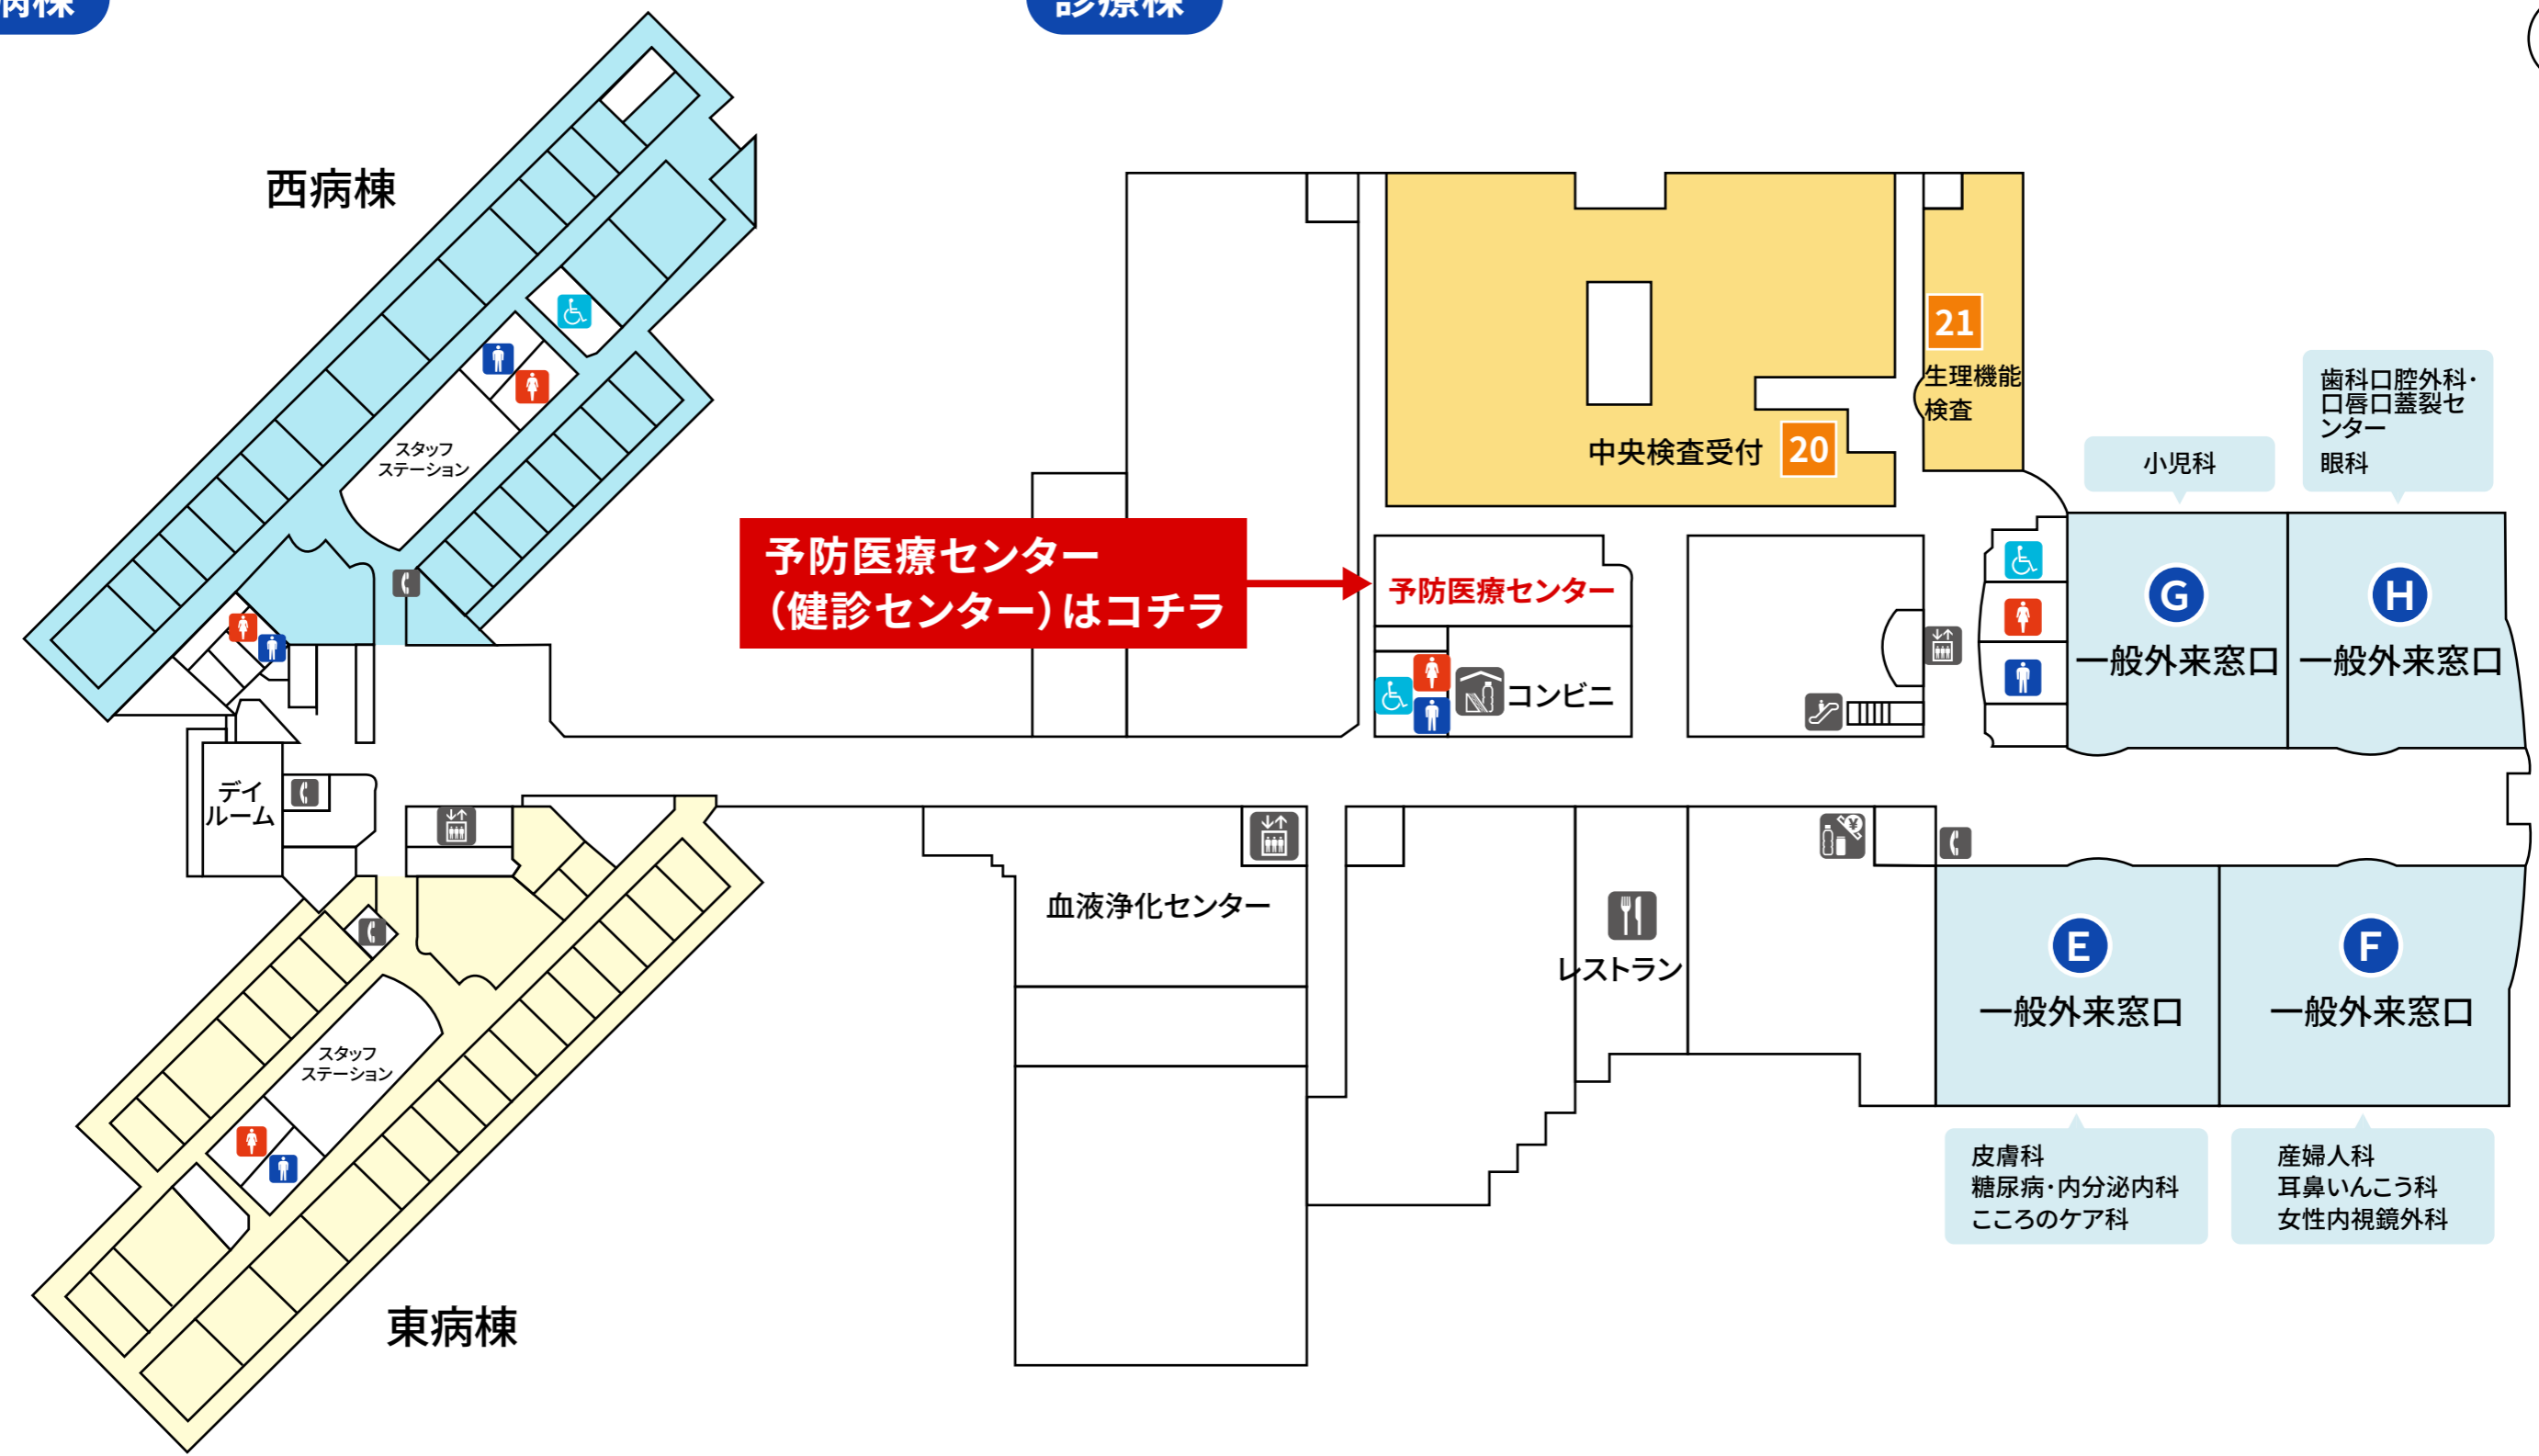 病棟
診療棟
西病棟
スタッフ
ステーション
21
生理機能
検査
中央検査受付
20
歯科口腔外科・
口唇口蓋裂セ
ンター
眼科
小児科
予防医療センター
（健診センター）はコチラ
予防医療センター
コンビニ
G
一般外来窓口
H
一般外来窓口
デイ
ルーム
血液浄化センター
レストラン
¥
E
一般外来窓口
F
一般外来窓口
スタッフ
ステーション
皮膚科
糖尿病・内分泌内科
こころのケア科
産婦人科
耳鼻いんこう科
女性内視鏡外科
東病棟